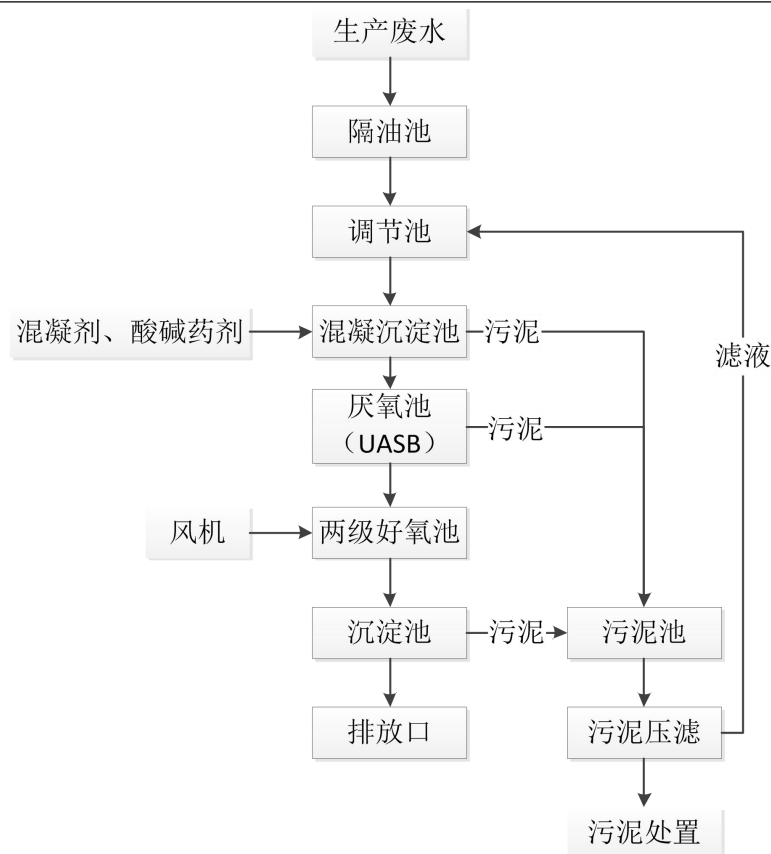 生产废水
隔油池
调节池
混凝剂、酸碱药剂
混凝沉淀池
污泥
滤液
厌氧池
（UASB）
污泥
风机
两级好氧池
沉淀池
污泥
污泥池
排放口
污泥压滤
污泥处置